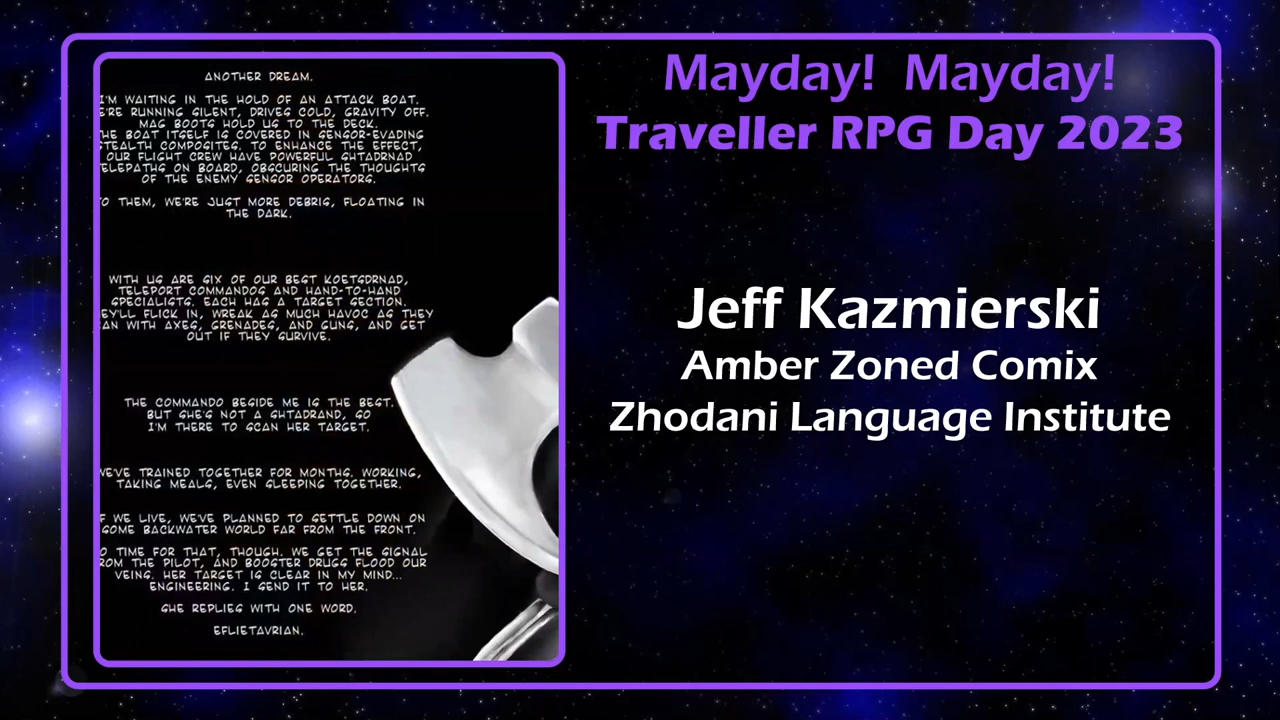 ANOTHER DREAM.
I'M WAITING IN THE HOLD OF AN ATTACK BOAT.
E'RE RUNNING SILENT, DRIVES COLD, GRAVITY OFF.
MAG BOOTS HOLD US TO THE DECK.
HE BOAT ITSELF IS COVERED IN SENSOR-EVADING
STEALTH COMPOSITES. TO ENHANCE THE EFFECT,
OUR FLIGHT CREW HAVE POWERFUL SHTADRNAD
ELEPATHS ON BOARD, OBSCURING THE THOUGHTS
OF THE ENEMY SENSOR OPERATORS.
O THEM, WE'RE JUST MORE DEBRIS, FLOATING IN
THE DARK.
WITH US ARE SIX OF OUR BEST KOETSDRNAD,
TELEPORT COMMANDOS AND HAND-TO-HAND
SPECIALISTS. EACH HAS A TARGET SECTION.
EY'LL FLICK IN, WREAK AS MUCH HAVOC AS THEY
AN WITH AXES, GRENADES, AND GUNS, AND GET
OUT IF THEY SURVIVE.
THE COMMANDO BESIDE ME IS THE BEST.
BUT SHE'S NOT A SHTADRAND, SO
I'M THERE TO SCAN HER TARGET.
WE'VE TRAINED TOGETHER FOR MONTHS. WORKING,
TAKING MEALS, EVEN SLEEPING TOGETHER.
F WE LIVE, WE'VE PLANNED TO SETTLE DOWN ON
SOME BACKWATER WORLD FAR FROM THE FRONT.
O TIME FOR THAT, THOUGH. WE GET THE SIGNAL
ROM THE PILOT, AND BOOSTER DRUGS FLOOD OUR
VEINS. HER TARGET IS CLEAR IN MY MIND...
ENGINEERING. I SEND IT TO HER.
SHE REPLIES WITH ONE WORD.
EFLIETAVRIAN.
Mayday! Mayday!
Traveller RPG Day 2023
Jeff Kazmierski
Amber Zoned Comix
Zhodani Language Institute